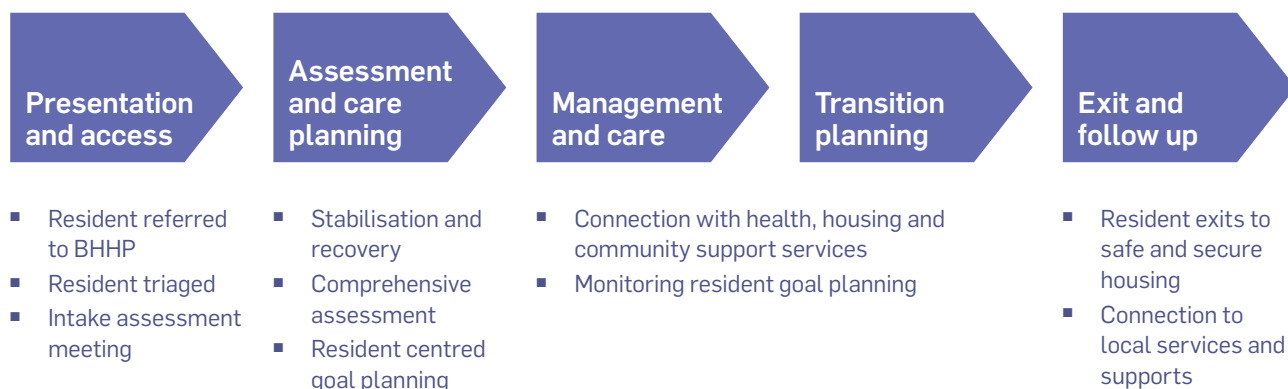 Presentation
and access
Assessment
and care
planning
Management
and care
Transition
planning
Exit and
follow up
▪ Resident referred
to BHHP
▪ Resident triaged
▪ Intake assessment
meeting
▪ Stabilisation and
recovery
▪ Comprehensive
assessment
▪ Resident centred
goal planning
▪ Connection with health, housing and
community support services
▪ Monitoring resident goal planning
▪ Resident exits to
safe and secure
housing
▪ Connection to
local services and
supports